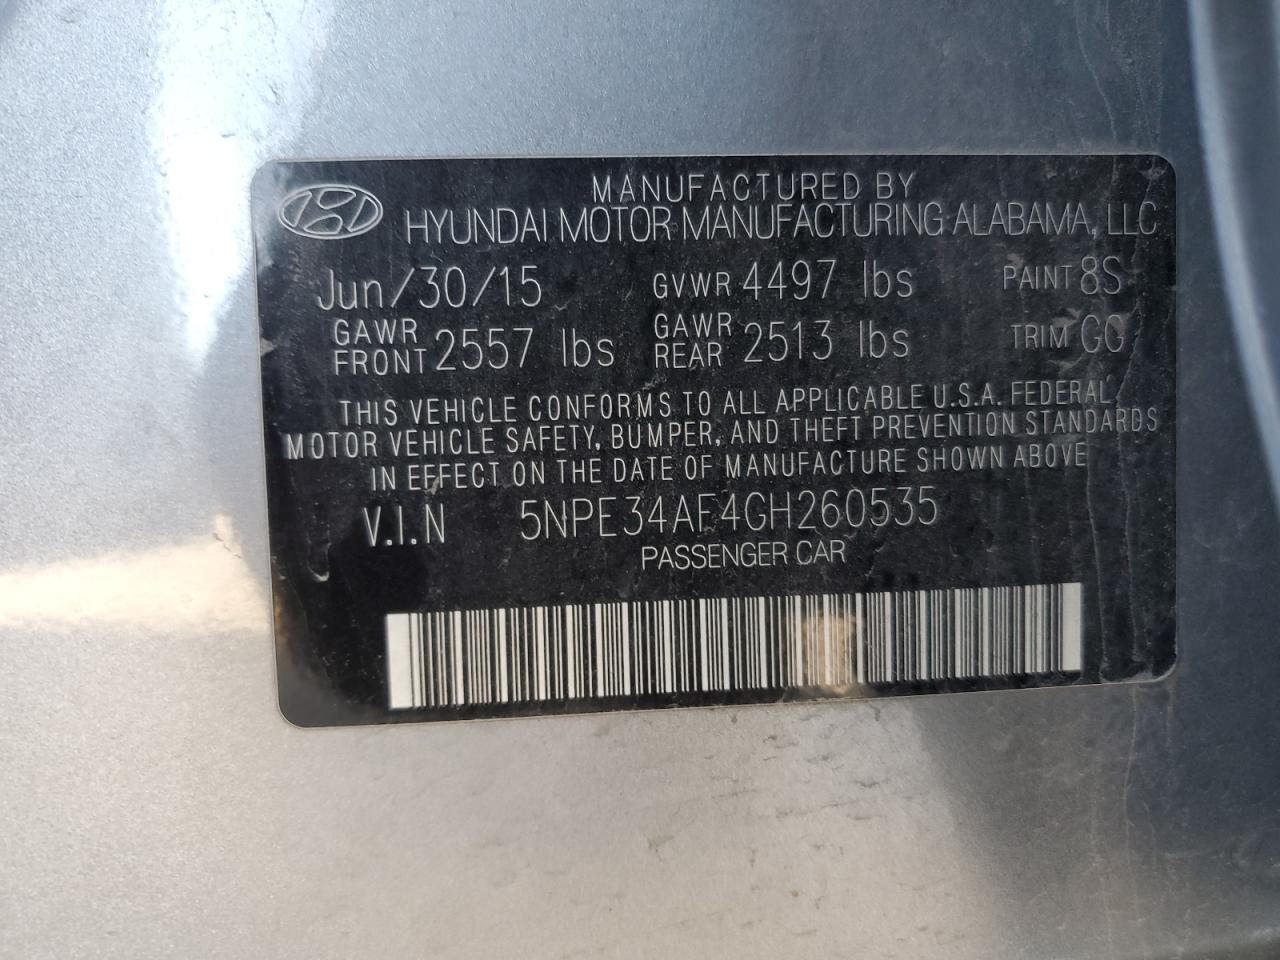 MANUFACTURED BY
HYUNDAI MOTOR MANUFACTURING ALABAMA, LLC
Jun/30/15 GVWR 4497 lbs PAINT 8S
GAWR FRONT 2557 lbs GAWR REAR 2513 lbs TRIM GG
THIS VEHICLE CONFORMS TO ALL APPLICABLE U.S.A. FEDERAL
MOTOR VEHICLE SAFETY, BUMPER, AND THEFT PREVENTION STANDARDS
IN EFFECT ON THE DATE OF MANUFACTURE SHOWN ABOVE
V.I.N 5NPE34AF4GH260535
PASSENGER CAR